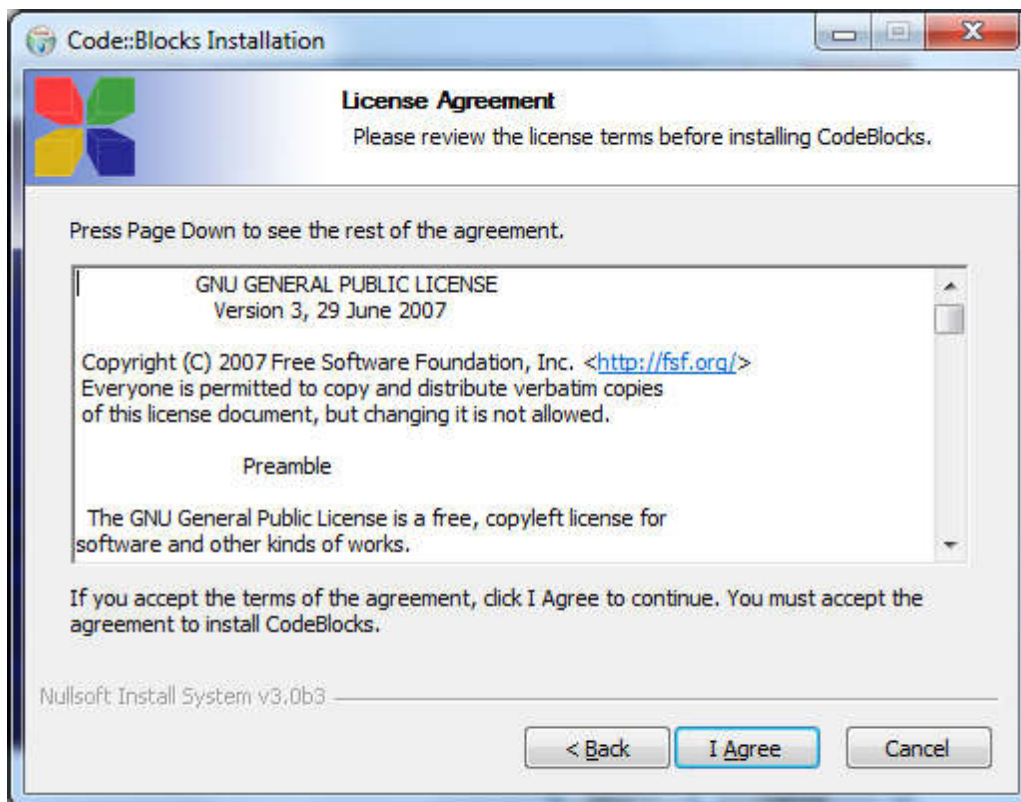 Code::Blocks Installation
License Agreement
Please review the license terms before installing CodeBlocks.
Press Page Down to see the rest of the agreement.
GNU GENERAL PUBLIC LICENSE
Version 3, 29 June 2007
Copyright (C) 2007 Free Software Foundation, Inc. <http://fsf.org/>
Everyone is permitted to copy and distribute verbatim copies
of this license document, but changing it is not allowed.
Preamble
The GNU General Public License is a free, copyleft license for
software and other kinds of works.
If you accept the terms of the agreement, click I Agree to continue. You must accept the
agreement to install CodeBlocks.
Nullsoft Install System v3.0b3
< Back I Agree Cancel